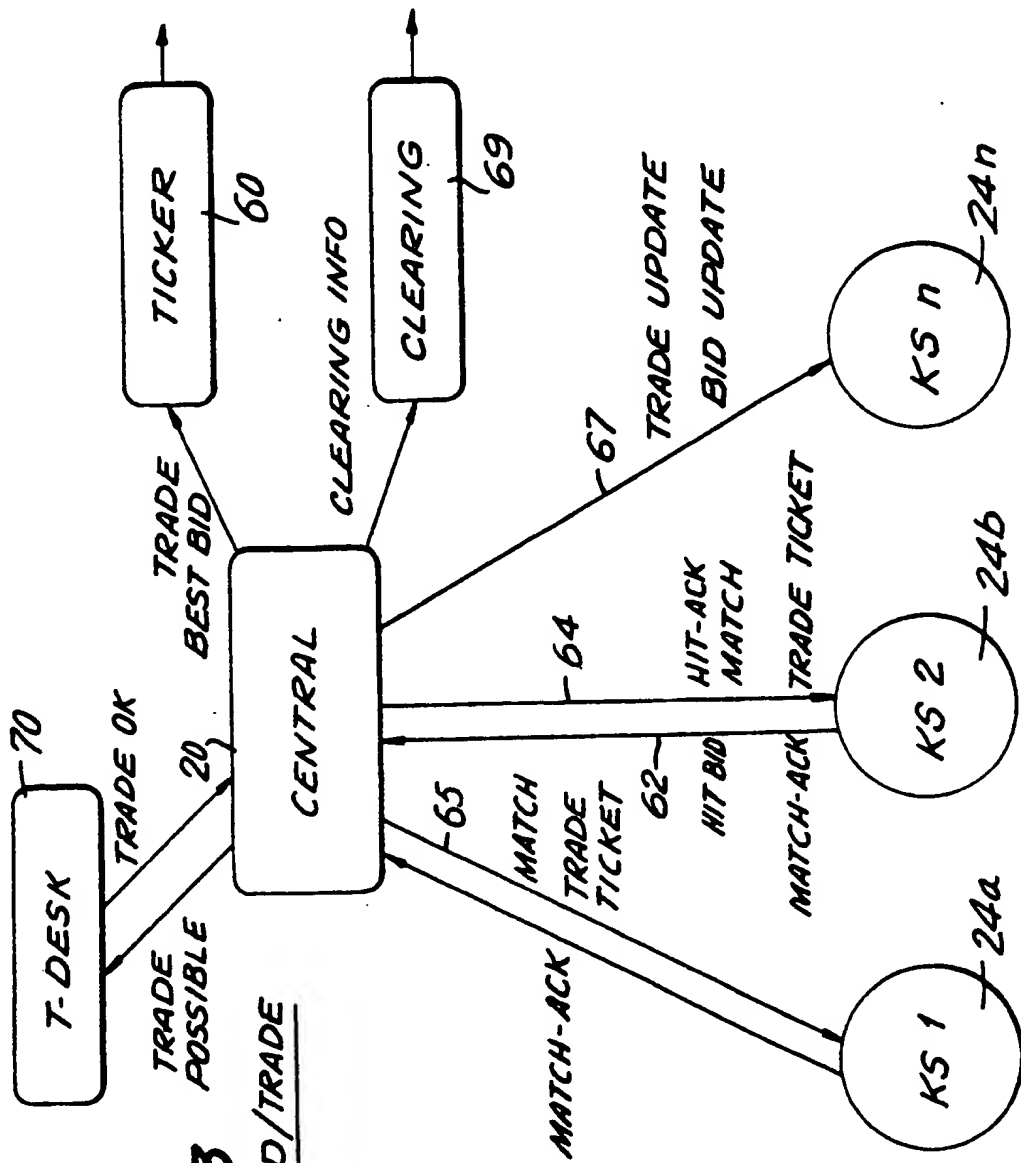 T-DESK
70
TRADE OK
TRADE
POSSIBLE
3
D/TRADE
20
CENTRAL
TRADE
BEST BID
TICKER
60
CLEARING INFO
CLEARING
69
MATCH-ACK
65
MATCH
TRADE
TICKET
62
HIT BID
MATCH-ACK
64
HIT-ACK
MATCH
TRADE TICKET
67
TRADE UPDATE
BID UPDATE
KS 1
24a
KS 2
24b
KS n
24n